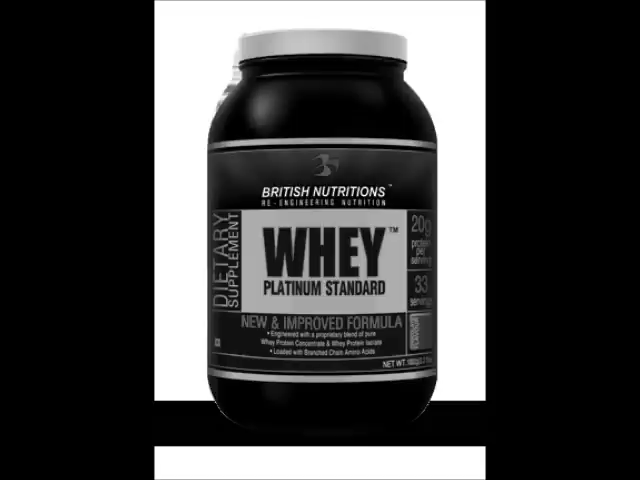 BRITISH NUTRITIONS™
RE-ENGINEERING NUTRITION
DIETARY
SUPPLEMENT
WHEY™
PLATINUM STANDARD
20g
protein
per
serving
33
servings
NEW & IMPROVED FORMULA
• Engineered with a proprietary blend of pure
Whey Protein Concentrate & Whey Protein Isolate
• Loaded with Branched Chain Amino Acids
NET WT.